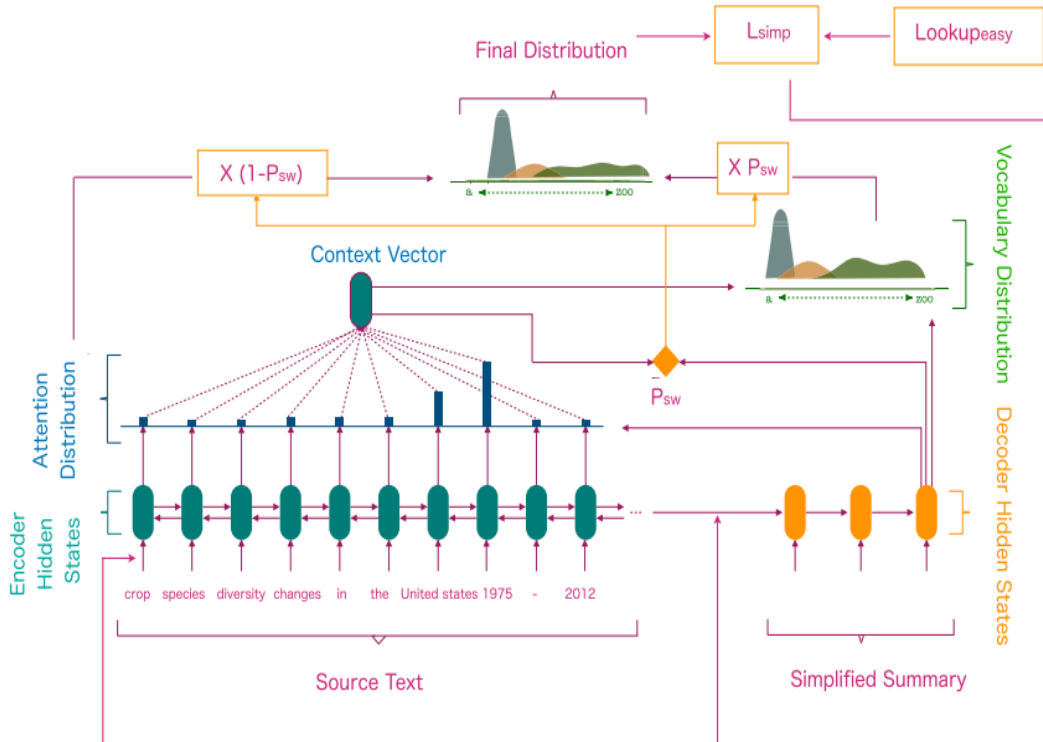 Final Distribution
Lsimp
Lookupeasy
X (1-Psw)
X Psw
a
zoo
Context Vector
a
zoo
Vocabulary Distribution
Attention
Distribution
P̄sw
Encoder
Hidden
States
Decoder Hidden States
...
crop species diversity changes in the United states 1975 - 2012
Source Text
Simplified Summary